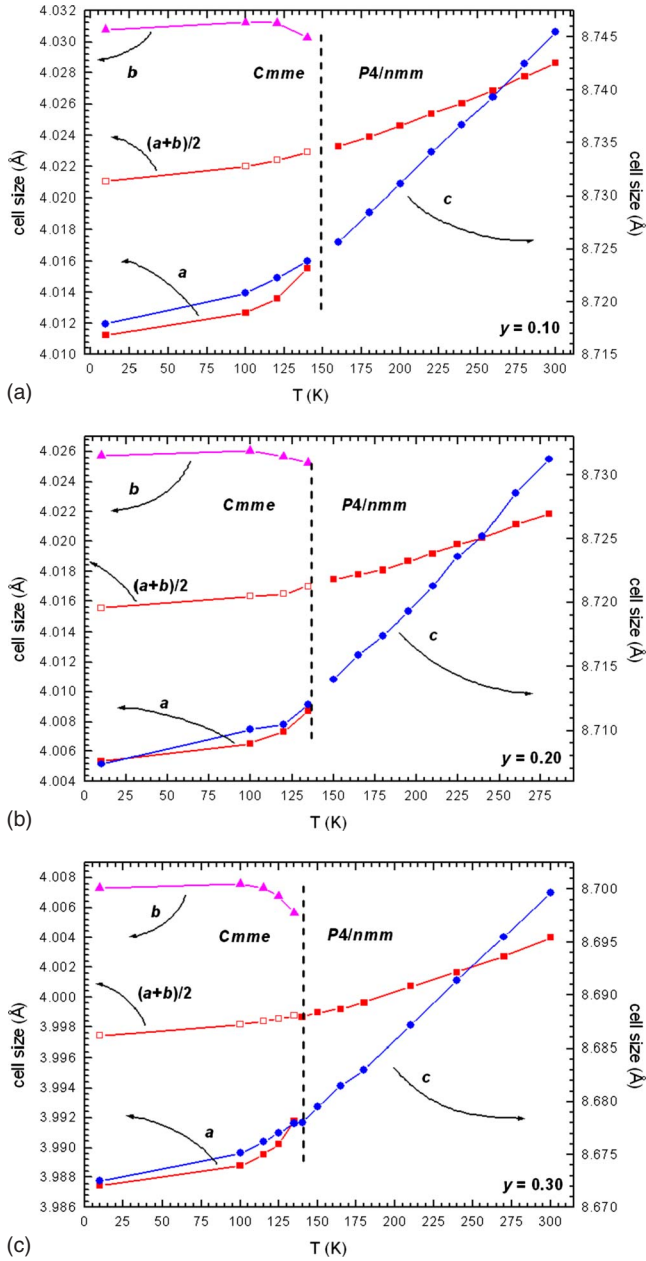 4.032
4.030
4.028
4.026
4.023
4.022
4.020
4.018
4.016
4.014
4.012
4.010
cell size (Å)
b
Cmme
P4/nmm
(a+b)/2
a
c
y = 0.10
8.745
8.740
8.735
8.730
8.725
8.720
8.715
cell size (Å)
0 25 50 75 100 125 150 175 200 225 250 275 300
T (K)
(a)
4.026
4.024
4.022
4.020
4.018
4.016
4.013
4.012
4.010
4.008
4.006
4.004
cell size (Å)
b
Cmme
P4/nmm
(a+b)/2
a
c
y = 0.20
8.730
8.725
8.720
8.715
8.710
cell size (Å)
0 25 50 75 100 125 150 175 200 225 250 275
T (K)
(b)
4.008
4.006
4.004
4.002
4.000
3.998
3.996
3.994
3.992
3.990
3.988
3.986
cell size (Å)
b
Cmme
P4/nmm
(a+b)/2
a
c
y = 0.30
8.700
8.695
8.690
8.685
8.680
8.675
8.670
cell size (Å)
0 25 50 75 100 125 150 175 200 225 250 275 300
T (K)
(c)